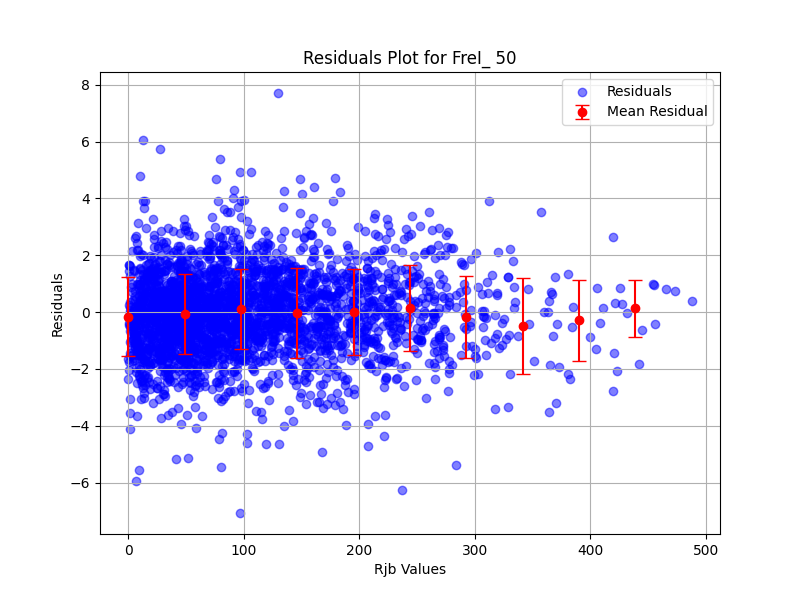 Residuals Plot for FreI_ 50
Residuals
Mean Residual
8
6
4
2
0
−2
−4
−6
Residuals
0 100 200 300 400 500
Rjb Values